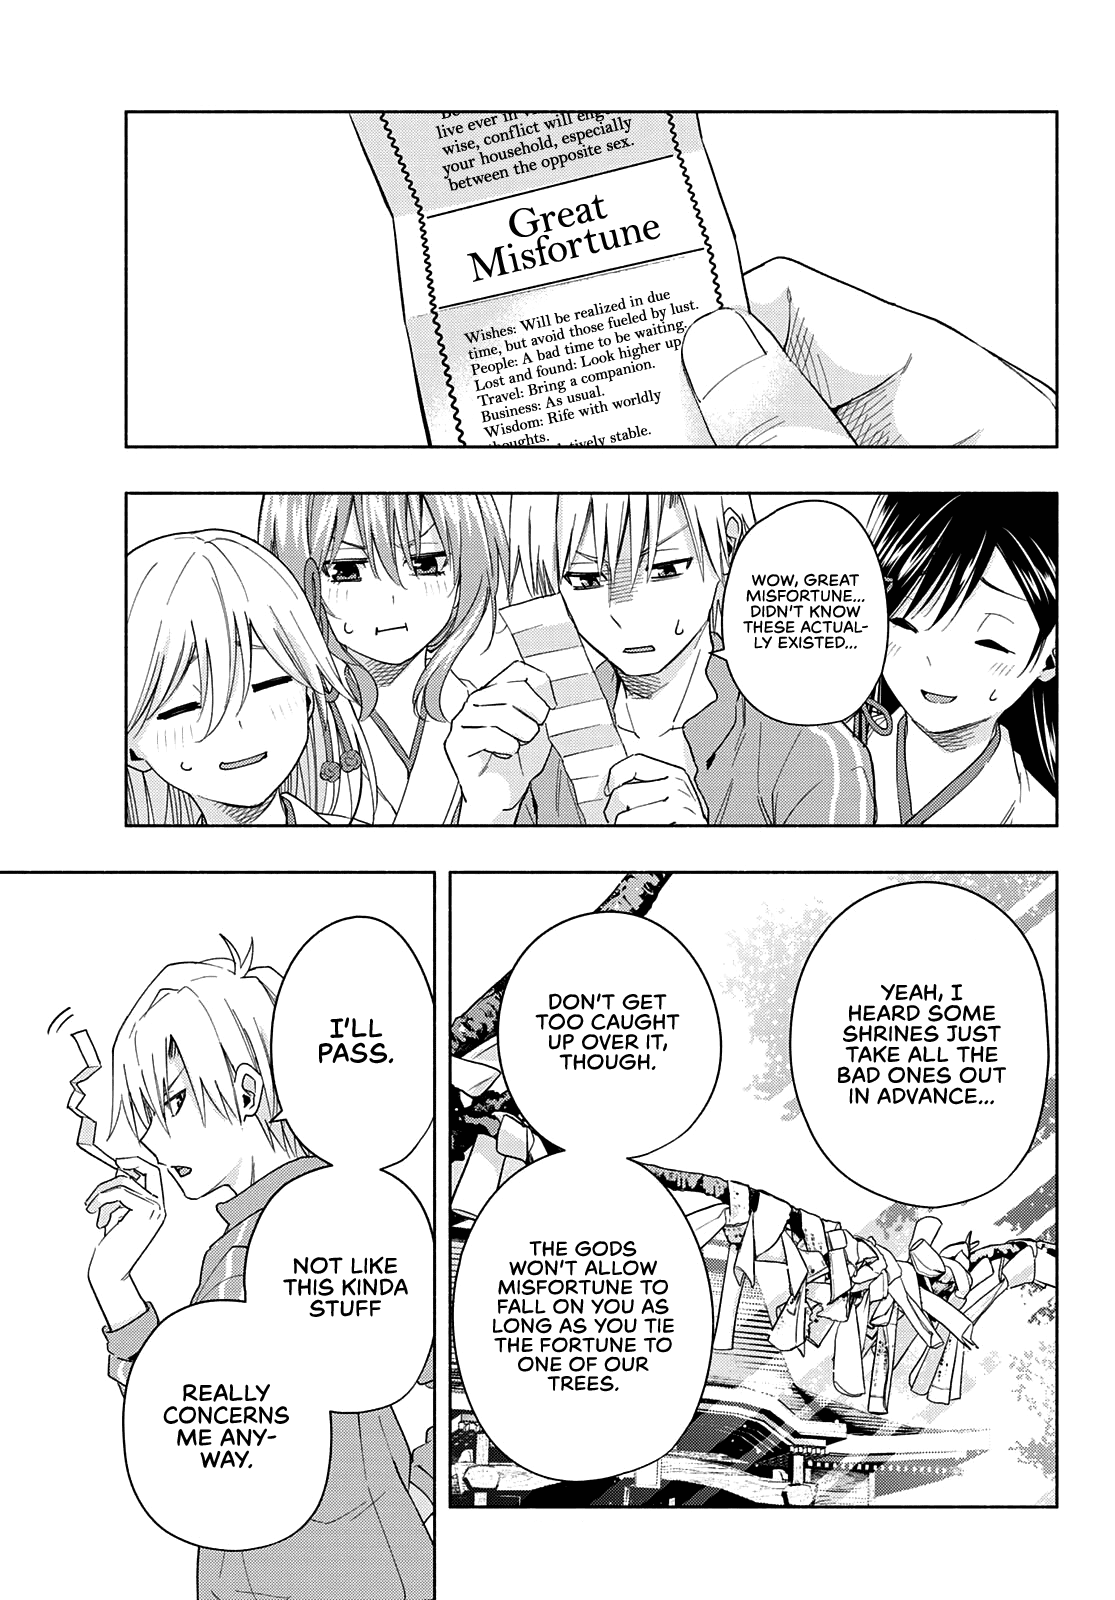 live ever in
wise, conflict will
your household, especially
between the opposite sex.
Great
Misfortune
Wishes: Will be realized in due
time, but avoid those fueled by lust.
People: A bad time to be waiting.
Lost and found: Look higher up
Travel: Bring a companion.
Business: As usual.
Wisdom: Rife with worldly
thoughts.
stable.
WOW, GREAT
MISFORTUNE...
DIDN'T KNOW
THESE ACTUAL-
LY EXISTED...
YEAH, I
HEARD SOME
SHRINES JUST
TAKE ALL THE
BAD ONES OUT
IN ADVANCE...
DON'T GET
TOO CAUGHT
UP OVER IT,
THOUGH.
THE GODS
WON'T ALLOW
MISFORTUNE TO
FALL ON YOU AS
LONG AS YOU TIE
THE FORTUNE TO
ONE OF OUR
TREES.
I'LL
PASS.
NOT LIKE
THIS KINDA
STUFF
REALLY
CONCERNS
ME ANY-
WAY.